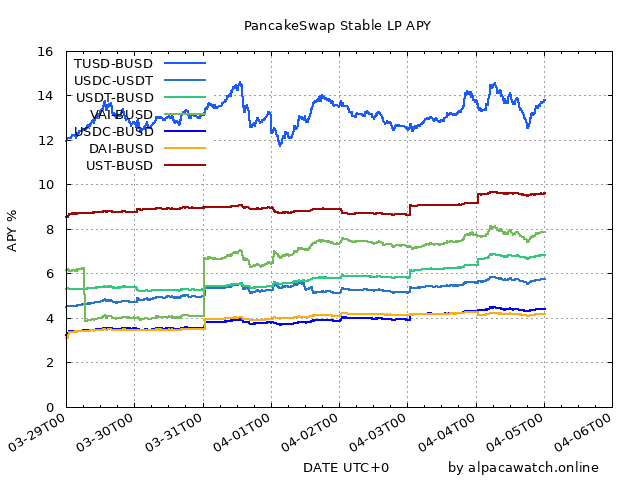 PancakeSwap Stable LP APY
APY %
16
14
12
10
8
6
4
2
0
TUSD-BUSD
USDC-USDT
USDT-BUSD
VAI-BUSD
USDC-BUSD
DAI-BUSD
UST-BUSD
03-29T00
03-30T00
03-31T00
04-01T00
04-02T00
04-03T00
04-04T00
04-05T00
04-06T00
DATE UTC+0
by alpacawatch.online